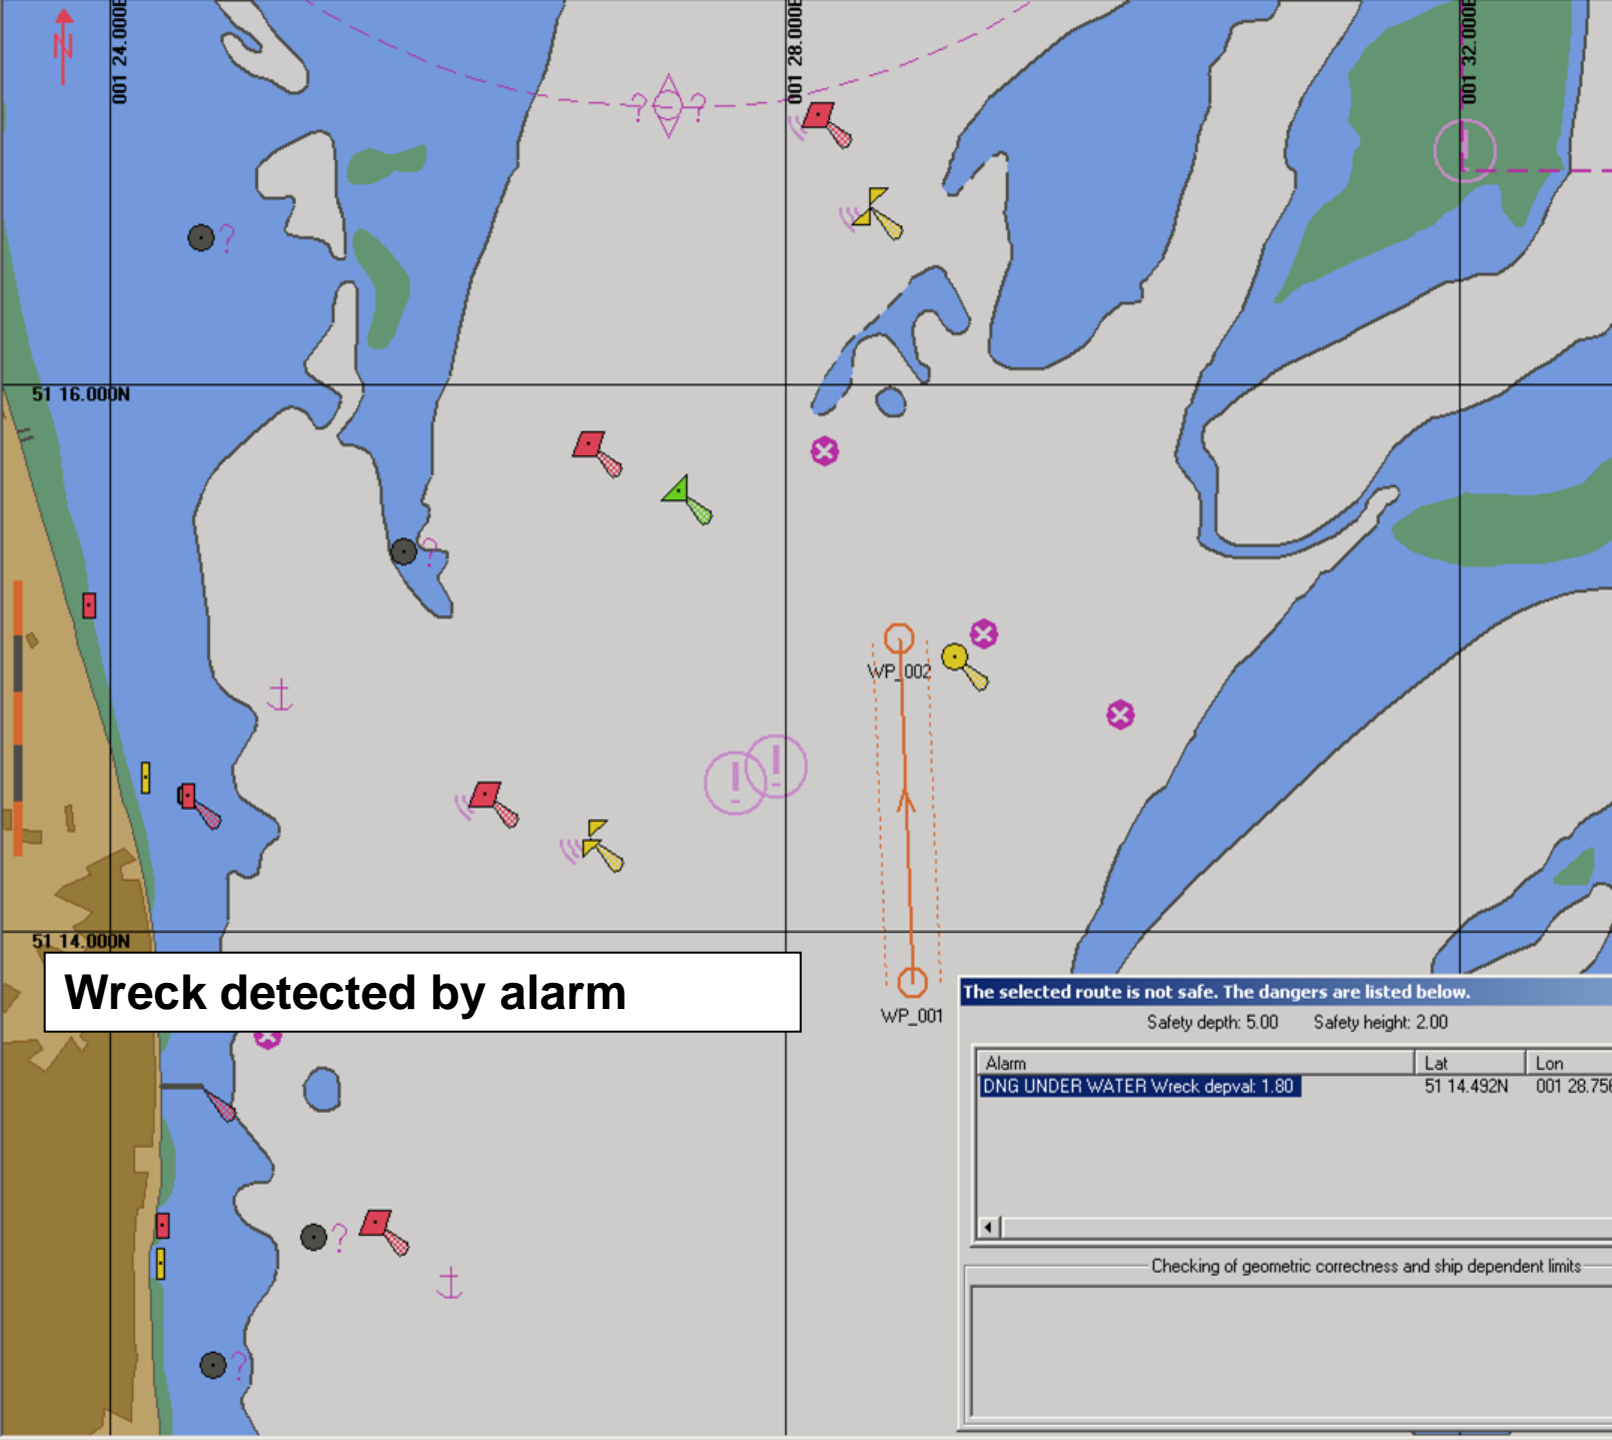 N
001 24.000E
001 28.000E
001 32.000E
51 16.000N
WP_002
51 14.000N
Wreck detected by alarm
WP_001
The selected route is not safe. The dangers are listed below.
Safety depth: 5.00 Safety height: 2.00
Alarm Lat Lon
DNG UNDER WATER Wreck depval: 1.80 51 14.492N 001 28.756
Checking of geometric correctness and ship dependent limits